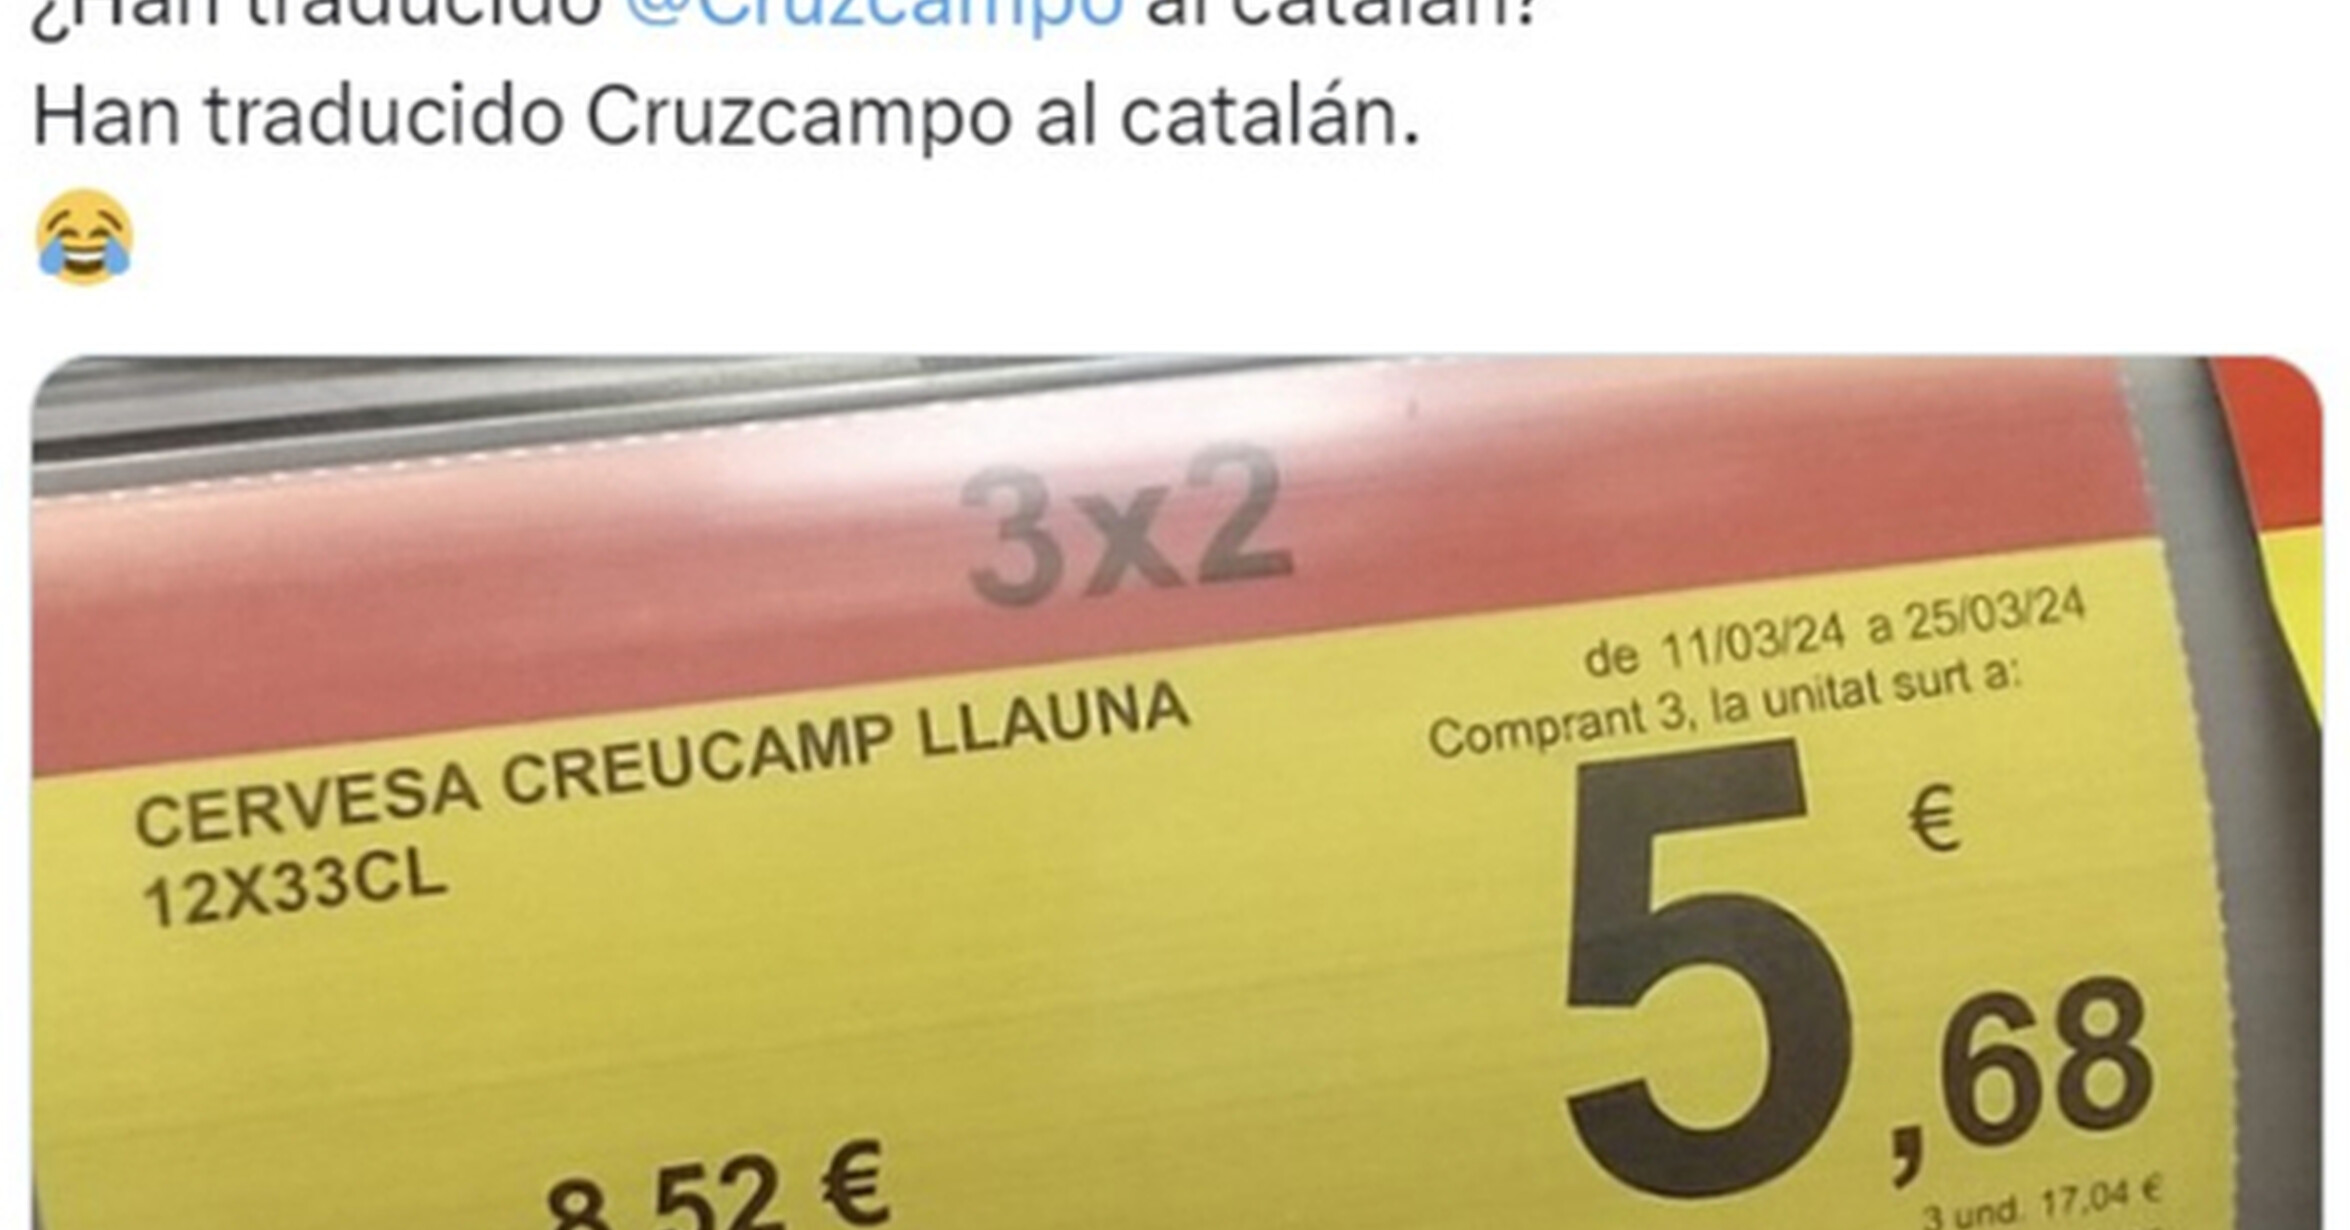 ¿Han traducido @Cruzcampo al catalán?
Han traducido Cruzcampo al catalán.
😂
3x2
de 11/03/24 a 25/03/24
Comprant 3, la unitat surt a:
CERVESA CREUCAMP LLAUNA
12X33CL
5,68 €
8,52 €
3 und. 17,04 €